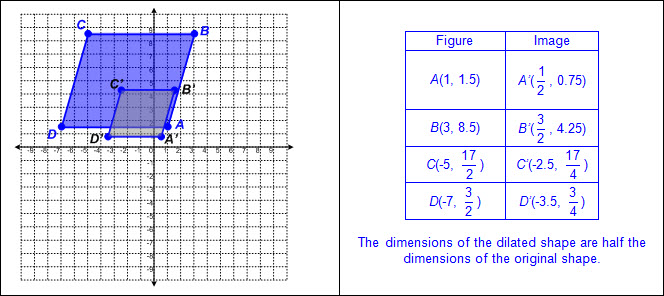 C
B
C'
B'
D
A
D'
A'
Figure Image
A(1, 1.5) A'(1/2, 0.75)
B(3, 8.5) B'(3/2, 4.25)
C(-5, 17/2) C'(-2.5, 17/4)
D(-7, 3/2) D'(-3.5, 3/4)
The dimensions of the dilated shape are half the
dimensions of the original shape.